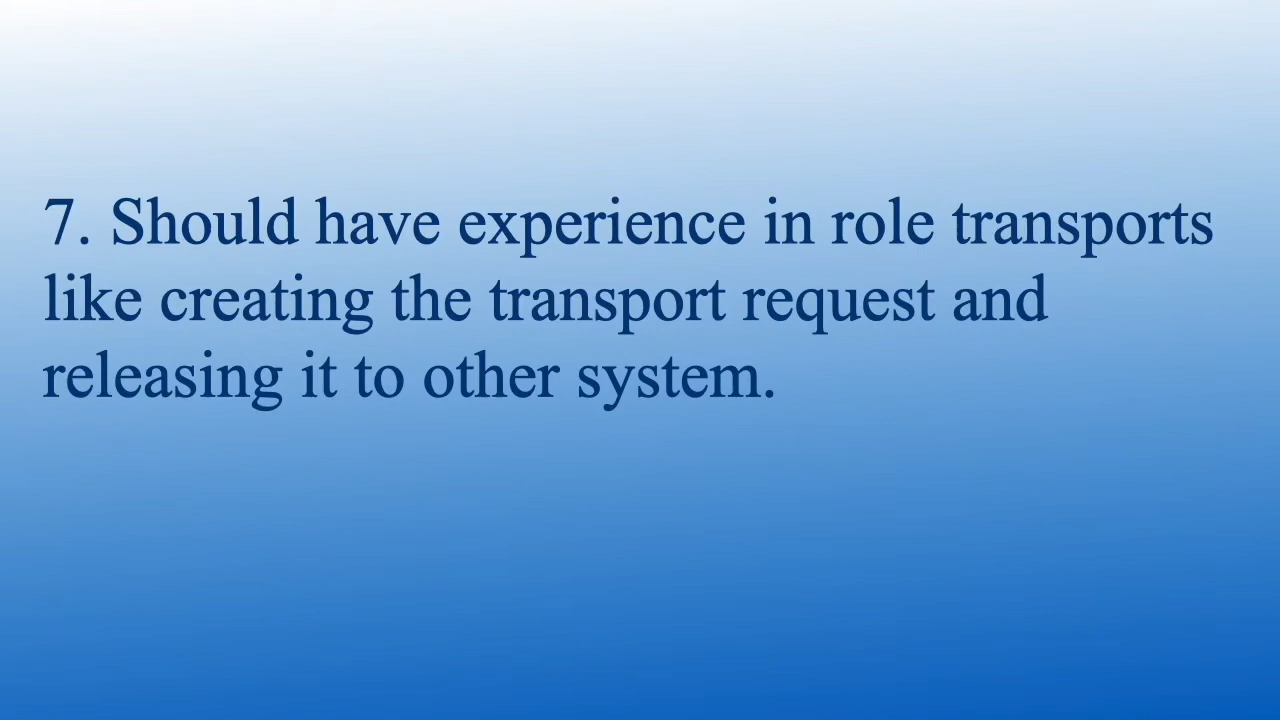 7. Should have experience in role transports
like creating the transport request and
releasing it to other system.